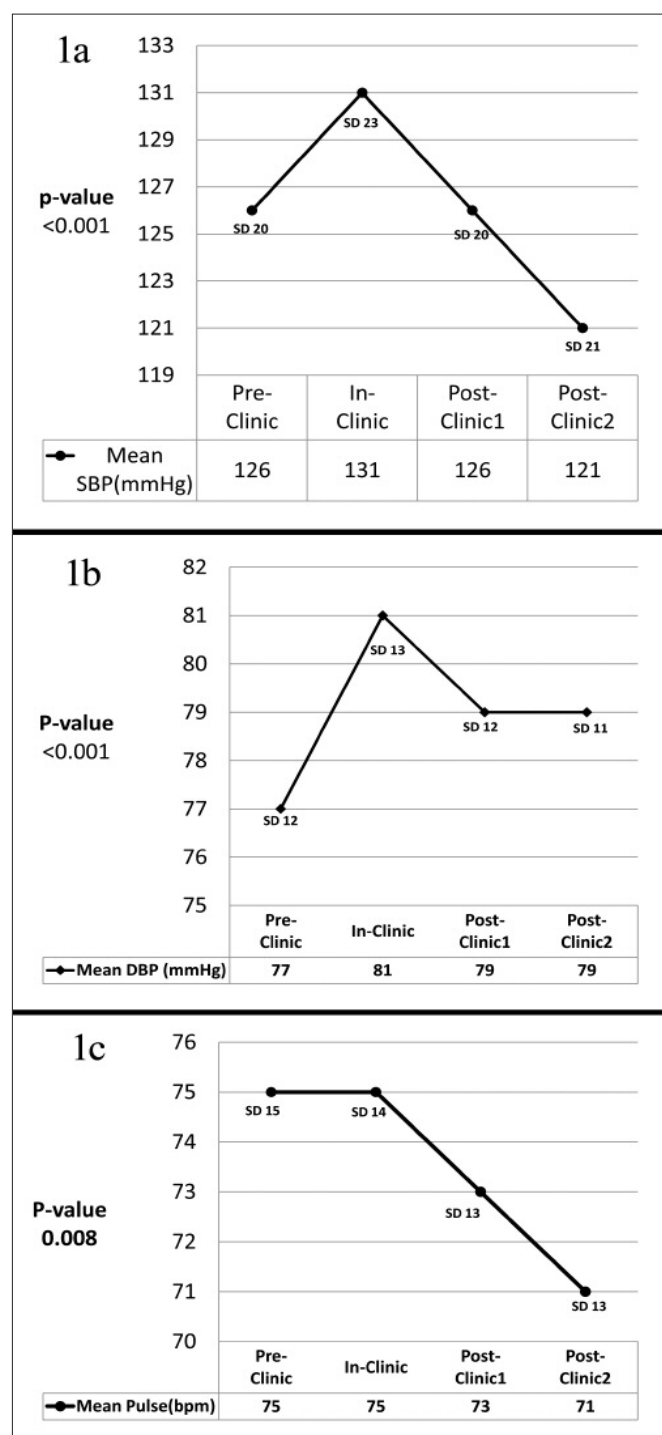 1a
p-value
<0.001
133
131
129
127
125
123
121
119
SD 20
SD 23
SD 20
SD 21
Pre-
Clinic
In-
Clinic
Post-
Clinic1
Post-
Clinic2
Mean
SBP(mmHg)
126
131
126
121
1b
P-value
<0.001
82
81
80
79
78
77
76
75
SD 12
SD 13
SD 12
SD 11
Pre-
Clinic
In-Clinic
Post-
Clinic1
Post-
Clinic2
Mean DBP (mmHg)
77
81
79
79
1c
P-value
0.008
76
75
74
73
72
71
70
SD 15
SD 14
SD 13
SD 13
Pre-
Clinic
In-Clinic
Post-
Clinic1
Post-
Clinic2
Mean Pulse(bpm)
75
75
73
71